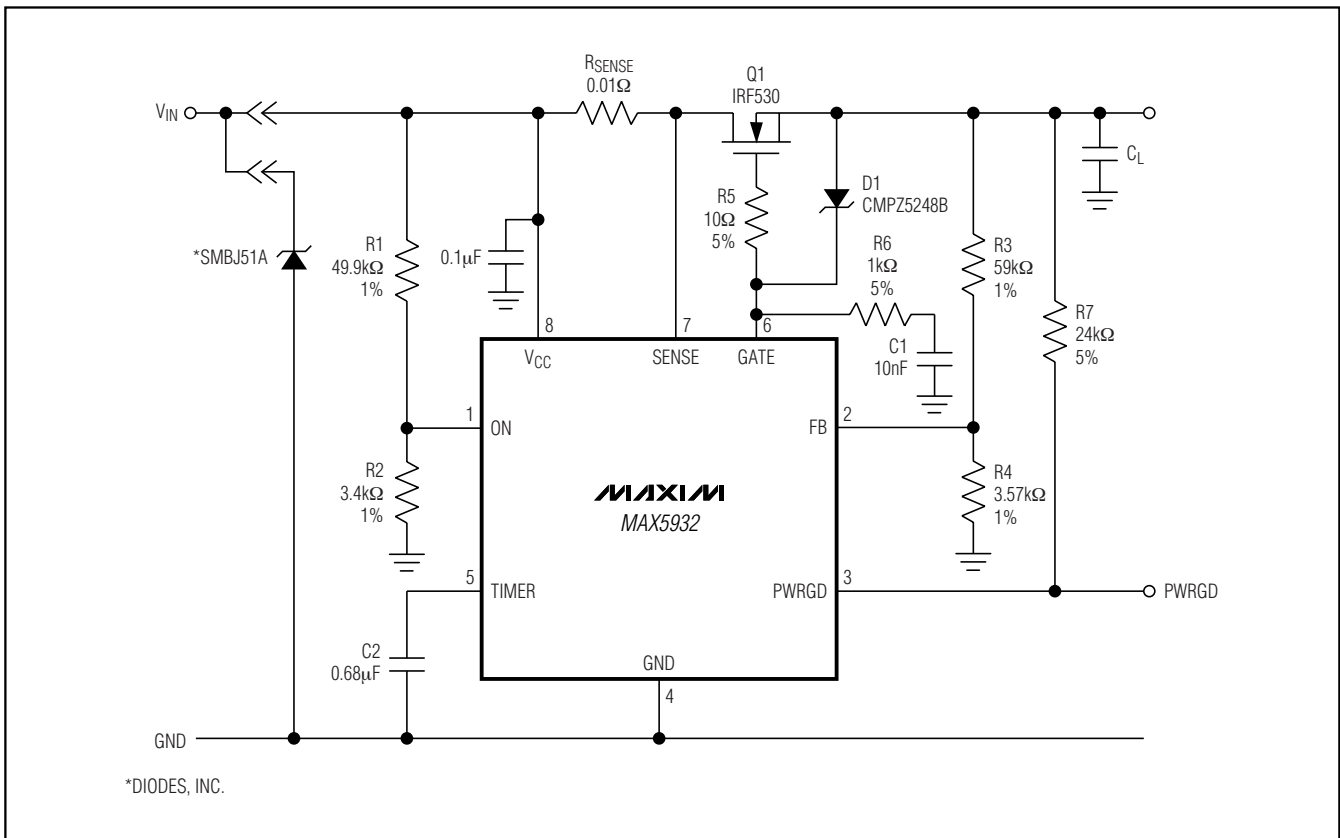 RSENSE
0.01Ω
Q1
IRF530
VIN
CL
D1
CMPZ5248B
R5
10Ω
5%
R6
1kΩ
5%
R3
59kΩ
1%
*SMBJ51A
R1
49.9kΩ
1%
0.1μF
R7
24kΩ
5%
C1
10nF
8
7
6
VCC
SENSE
GATE
1
ON
2
FB
R2
3.4kΩ
1%
MAXIM
MAX5932
R4
3.57kΩ
1%
5
TIMER
3
PWRGD
PWRGD
C2
0.68μF
GND
4
GND
*DIODES, INC.